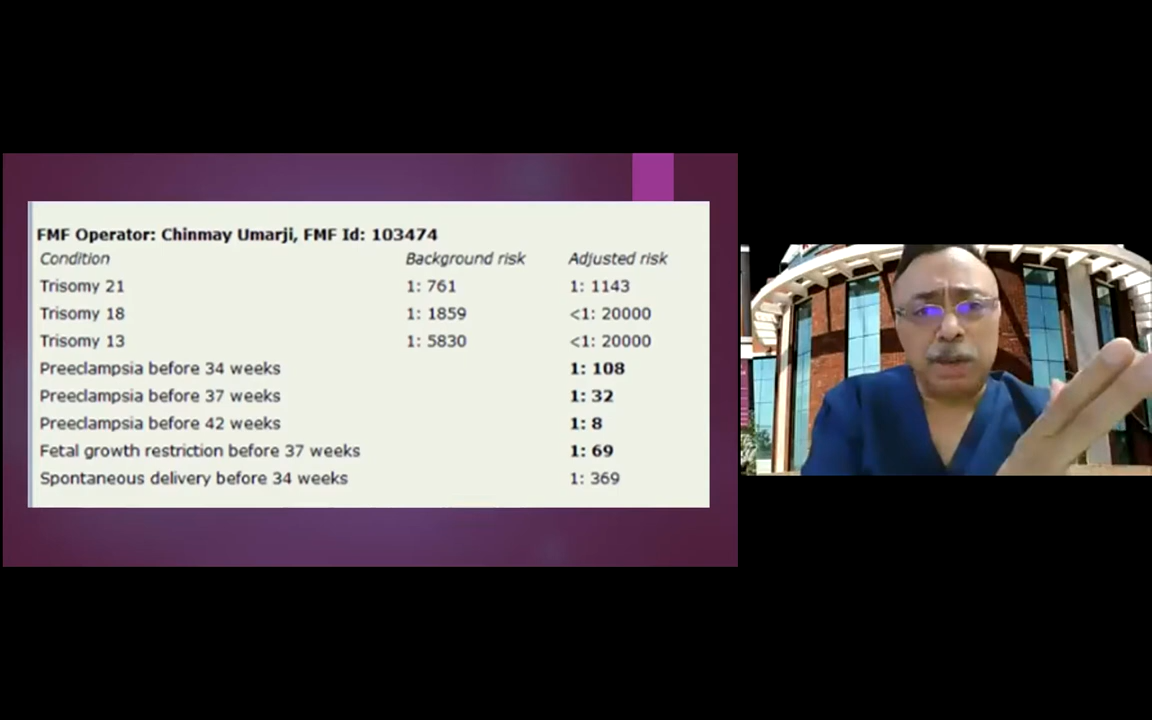 FMF Operator: Chinmay Umarji, FMF Id: 103474
Condition Background risk Adjusted risk
Trisomy 21 1: 761 1: 1143
Trisomy 18 1: 1859 <1: 20000
Trisomy 13 1: 5830 <1: 20000
Preeclampsia before 34 weeks 1: 108
Preeclampsia before 37 weeks 1: 32
Preeclampsia before 42 weeks 1: 8
Fetal growth restriction before 37 weeks 1: 69
Spontaneous delivery before 34 weeks 1: 369